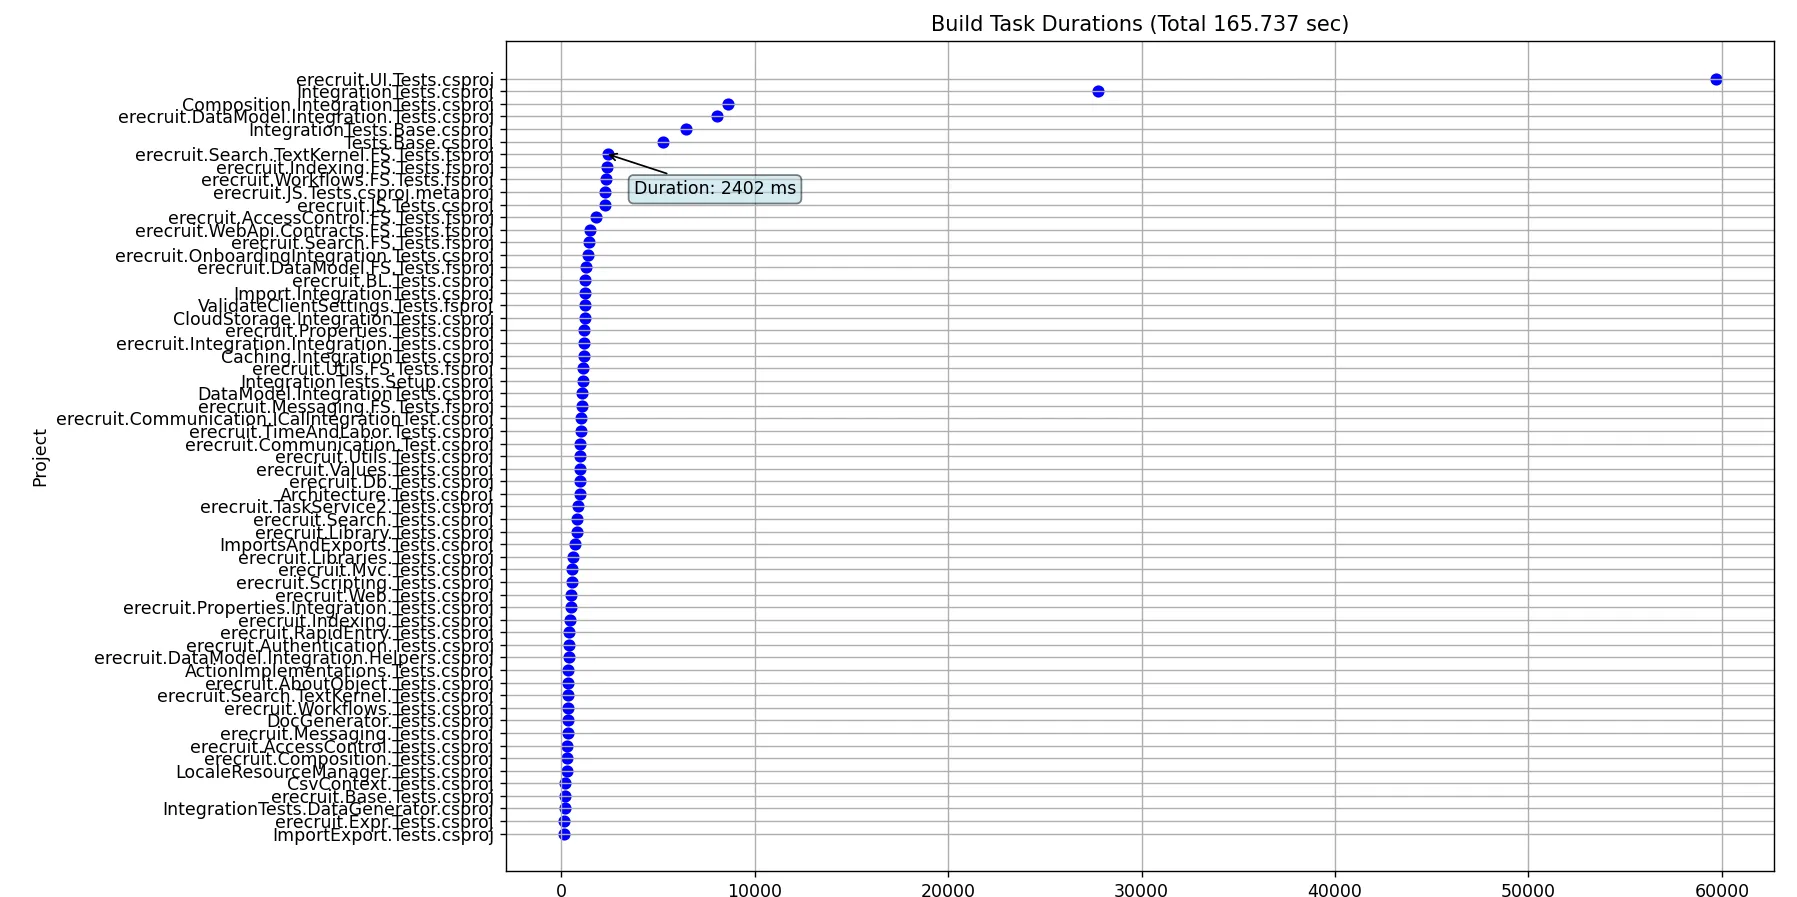 Build Task Durations (Total 165.737 sec)
erecruit.UI.Tests.csproj
IntegrationTests.csproj
Composition.IntegrationTests.csproj
erecruit.DataModel.Integration.Tests.csproj
IntegrationTests.Base.csproj
Tests.Base.csproj
erecruit.Search.TextKernel.FS.Tests.fsproj
erecruit.Indexing.FS.Tests.fsproj
erecruit.Workflows.FS.Tests.fsproj
Duration: 2402 ms
erecruit.JS.Tests.csproj.metaproj
erecruit.JS.Tests.csproj
erecruit.AccessControl.FS.Tests.fsproj
erecruit.WebApi.Contracts.FS.Tests.fsproj
erecruit.Search.FS.Tests.fsproj
erecruit.OnboardingIntegration.Tests.csproj
erecruit.DataModel.FS.Tests.fsproj
erecruit.BL.Tests.csproj
Import.IntegrationTests.csproj
ValidateClientSettings.Tests.fsproj
CloudStorage.IntegrationTests.csproj
erecruit.Properties.Tests.csproj
erecruit.Integration.Integration.Tests.csproj
Caching.IntegrationTests.csproj
erecruit.Utils.FS.Tests.fsproj
IntegrationTests.Setup.csproj
DataModel.IntegrationTests.csproj
erecruit.Messaging.FS.Tests.fsproj
erecruit.Communication.ICalIntegrationTest.csproj
erecruit.TimeAndLabor.Tests.csproj
erecruit.Communication.Test.csproj
erecruit.Utils.Tests.csproj
erecruit.Values.Tests.csproj
erecruit.Db.Tests.csproj
Architecture.Tests.csproj
erecruit.TaskService2.Tests.csproj
erecruit.Search.Tests.csproj
erecruit.Library.Tests.csproj
ImportsAndExports.Tests.csproj
erecruit.Libraries.Tests.csproj
erecruit.Mvc.Tests.csproj
erecruit.Scripting.Tests.csproj
erecruit.Web.Tests.csproj
erecruit.Properties.Integration.Tests.csproj
erecruit.Indexing.Tests.csproj
erecruit.RapidEntry.Tests.csproj
erecruit.Authentication.Tests.csproj
erecruit.DataModel.Integration.Helpers.csproj
ActionImplementations.Tests.csproj
erecruit.AboutObject.Tests.csproj
erecruit.Search.TextKernel.Tests.csproj
erecruit.Workflows.Tests.csproj
DocGenerator.Tests.csproj
erecruit.Messaging.Tests.csproj
erecruit.AccessControl.Tests.csproj
erecruit.Composition.Tests.csproj
LocaleResourceManager.Tests.csproj
CsvContext.Tests.csproj
erecruit.Base.Tests.csproj
IntegrationTests.DataGenerator.csproj
erecruit.Expr.Tests.csproj
ImportExport.Tests.csproj
Project
0 10000 20000 30000 40000 50000 60000